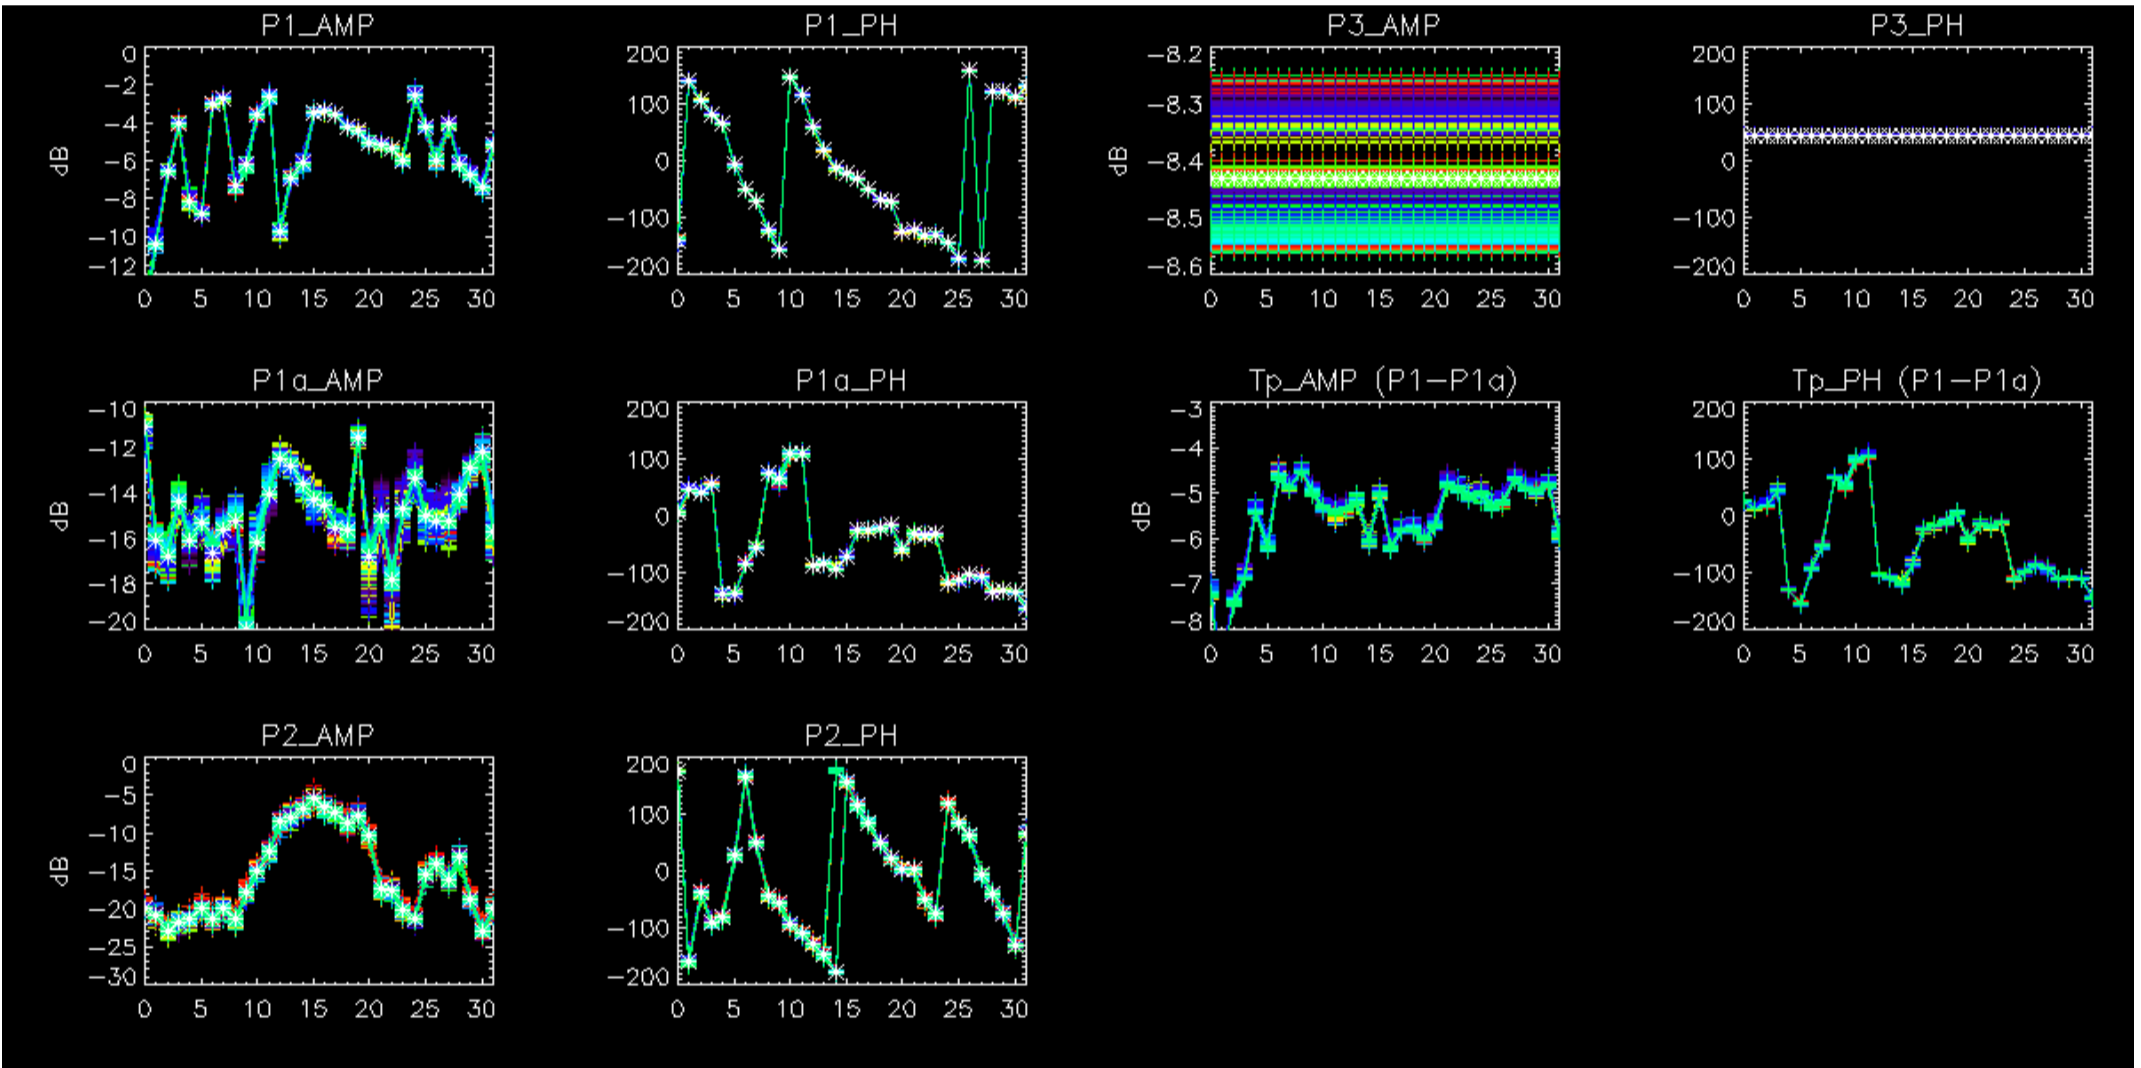 P1_AMP
0
−2
−4
−6
−8
−10
−12
dB
0 5 10 15 20 25 30
P1_PH
200
100
0
−100
−200
0 5 10 15 20 25 30
P3_AMP
−8.2
−8.3
−8.4
−8.5
−8.6
dB
0 5 10 15 20 25 30
P3_PH
200
100
0
−100
−200
0 5 10 15 20 25 30
P1a_AMP
−10
−12
−14
−16
−18
−20
dB
0 5 10 15 20 25 30
P1a_PH
200
100
0
−100
−200
0 5 10 15 20 25 30
Tp_AMP (P1−P1a)
−3
−4
−5
−6
−7
−8
dB
0 5 10 15 20 25 30
Tp_PH (P1−P1a)
200
100
0
−100
−200
0 5 10 15 20 25 30
P2_AMP
0
−5
−10
−15
−20
−25
−30
dB
0 5 10 15 20 25 30
P2_PH
200
100
0
−100
−200
0 5 10 15 20 25 30